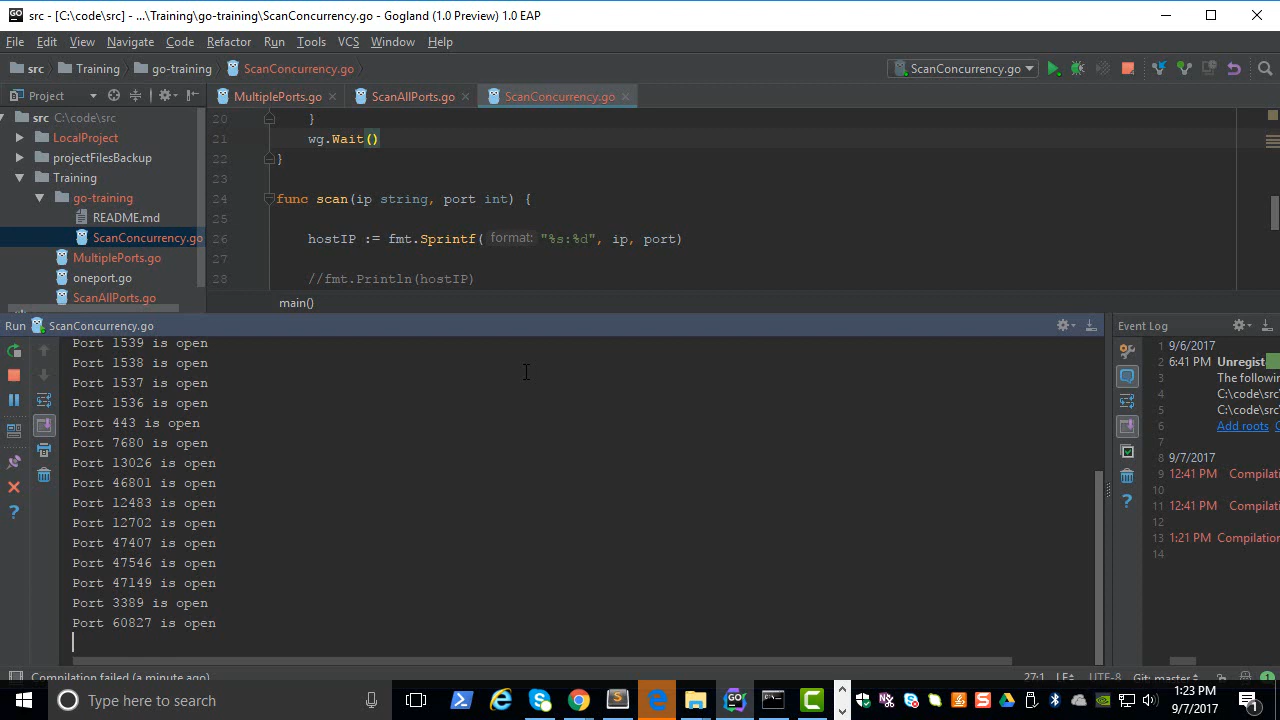 src - [C:\code\src] - ...\Training\go-training\ScanConcurrency.go - Gogland (1.0 Preview) 1.0 EAP
File Edit View Navigate Code Refactor Run Tools VCS Window Help
src Training go-training ScanConcurrency.go ScanConcurrency.go
Project MultiplePorts.go ScanAllPorts.go ScanConcurrency.go
src C:\code\src
LocalProject
projectFilesBackup
Training
go-training
README.md
ScanConcurrency.go
MultiplePorts.go
oneport.go
ScanAllPorts.go
20 }
21 wg.Wait()
22 }
23
24 func scan(ip string, port int) {
25
26 hostIP := fmt.Sprintf( format: "%s:%d", ip, port)
27
28 //fmt.Println(hostIP)
main()
Run ScanConcurrency.go
Port 1539 is open
Port 1538 is open
Port 1537 is open
Port 1536 is open
Port 443 is open
Port 7680 is open
Port 13026 is open
Port 46801 is open
Port 12483 is open
Port 12702 is open
Port 47407 is open
Port 47546 is open
Port 47149 is open
Port 3389 is open
Port 60827 is open
Event Log
1 9/6/2017
2 6:41 PM Unregist
3 The following
4 C:\code\src
5 C:\code\src
6 Add roots
7
8 9/7/2017
9 12:41 PM Compilation
10
11 12:41 PM Compilation
12
13 1:21 PM Compilation
14
Compilation failed (a minute ago) 27:1 LF UTF-8 Git: master
Type here to search
1:23 PM
9/7/2017